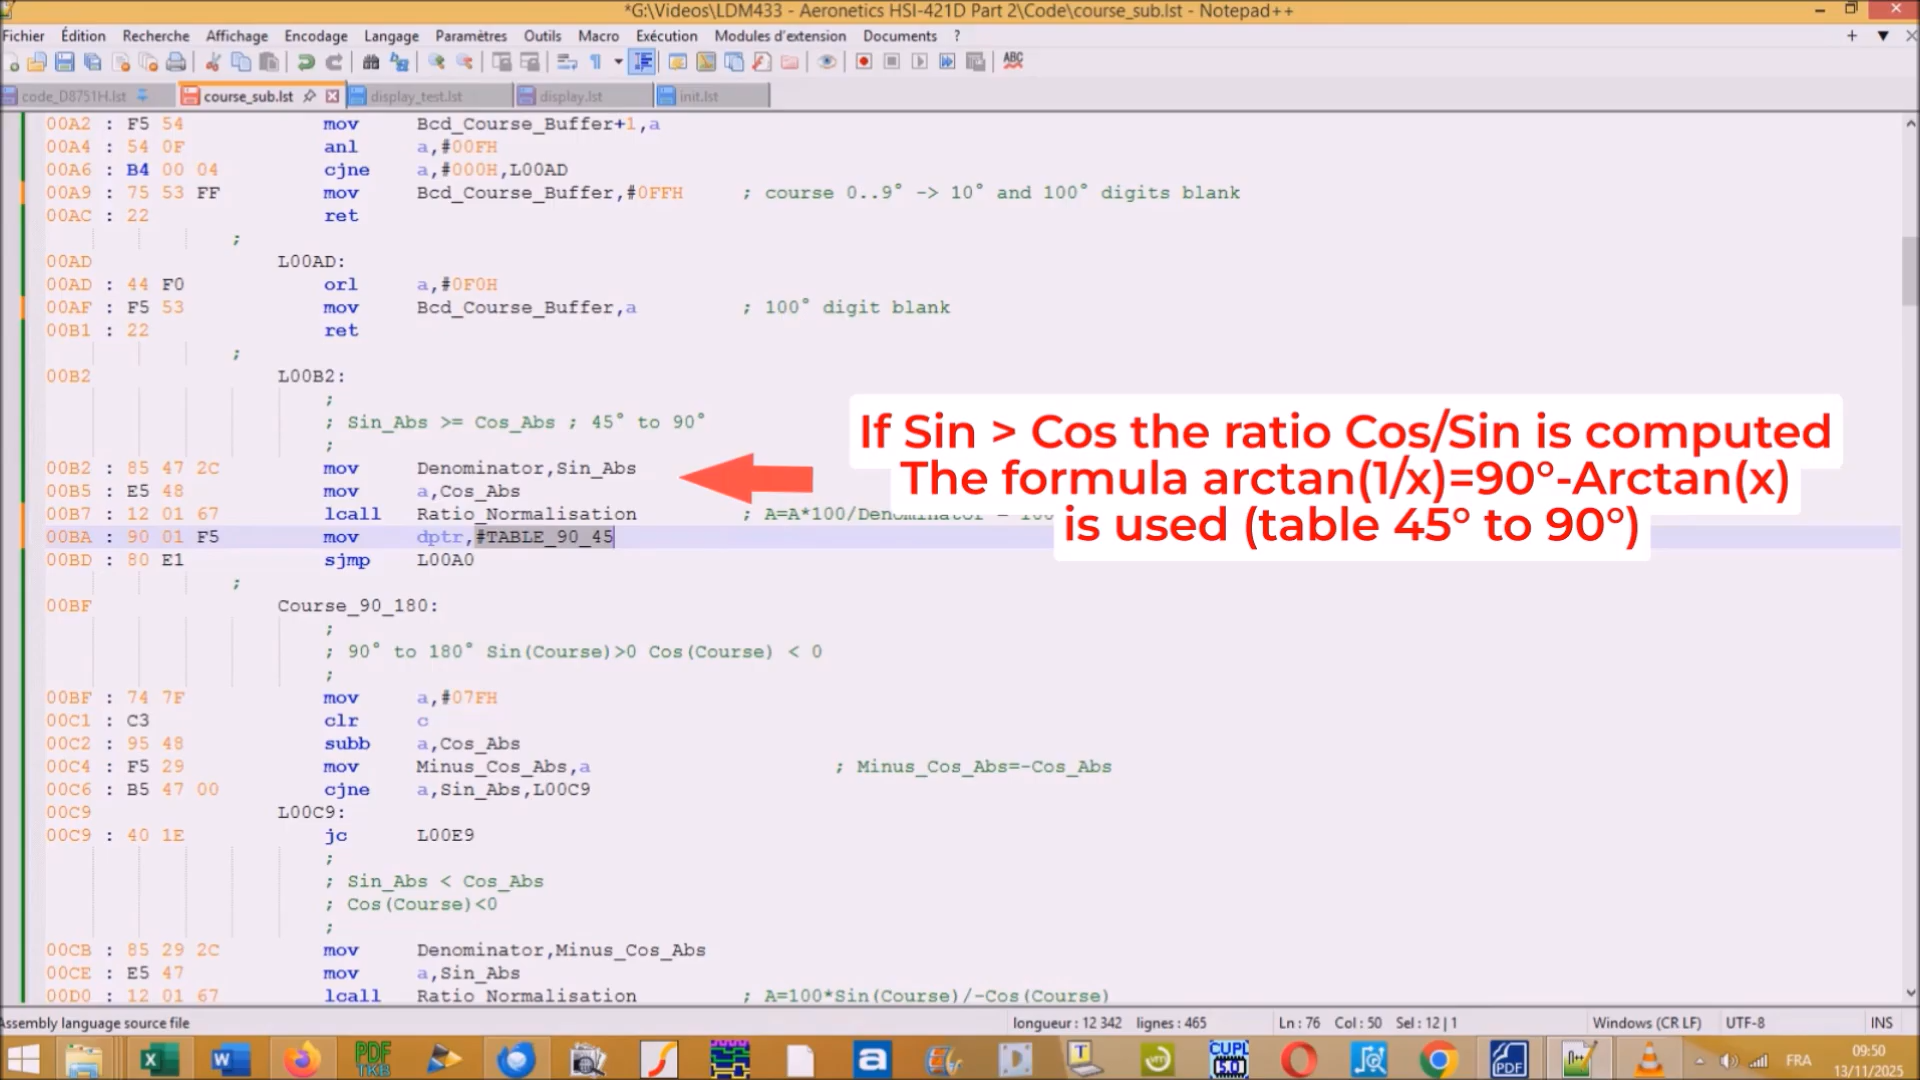 *G:\Videos\LDM433 - Aeronetics HSI-421D Part 2\Code\course_sub.lst - Notepad++
Fichier Édition Recherche Affichage Encodage Langage Paramètres Outils Macro Exécution Modules d'extension Documents ?
code_D8751H.lst course_sub.lst display_test.lst display.lst init.lst
00A2 : F5 54 mov Bcd_Course_Buffer+1,a
00A4 : 54 0F anl a,#00FH
00A6 : B4 00 04 cjne a,#000H,L00AD
00A9 : 75 53 FF mov Bcd_Course_Buffer,#0FFH ; course 0..9° -> 10° and 100° digits blank
00AC : 22 ret
;
00AD L00AD:
00AD : 44 F0 orl a,#0F0H
00AF : F5 53 mov Bcd_Course_Buffer,a ; 100° digit blank
00B1 : 22 ret
;
00B2 L00B2:
;
; Sin_Abs >= Cos_Abs ; 45° to 90°
;
00B2 : 85 47 2C mov Denominator,Sin_Abs
00B5 : E5 48 mov a,Cos_Abs
00B7 : 12 01 67 lcall Ratio_Normalisation ; A=A*100/Denominator = 100
00BA : 90 01 F5 mov dptr,#TABLE_90_45
00BD : 80 E1 sjmp L00A0
;
If Sin > Cos the ratio Cos/Sin is computed
The formula arctan(1/x)=90°-Arctan(x)
is used (table 45° to 90°)
00BF Course_90_180:
;
; 90° to 180° Sin(Course)>0 Cos(Course) < 0
;
00BF : 74 7F mov a,#07FH
00C1 : C3 clr c
00C2 : 95 48 subb a,Cos_Abs
00C4 : F5 29 mov Minus_Cos_Abs,a ; Minus_Cos_Abs=-Cos_Abs
00C6 : B5 47 00 cjne a,Sin_Abs,L00C9
00C9 L00C9:
00C9 : 40 1E jc L00E9
;
; Sin_Abs < Cos_Abs
; Cos(Course)<0
;
00CB : 85 29 2C mov Denominator,Minus_Cos_Abs
00CE : E5 47 mov a,Sin_Abs
00D0 : 12 01 67 lcall Ratio_Normalisation ; A=100*Sin(Course)/-Cos(Course)
Assembly language source file longueur : 12 342 lignes : 465 Ln : 76 Col : 50 Sel : 12 | 1 Windows (CR LF) UTF-8 INS
FRA
09:50
13/11/2025